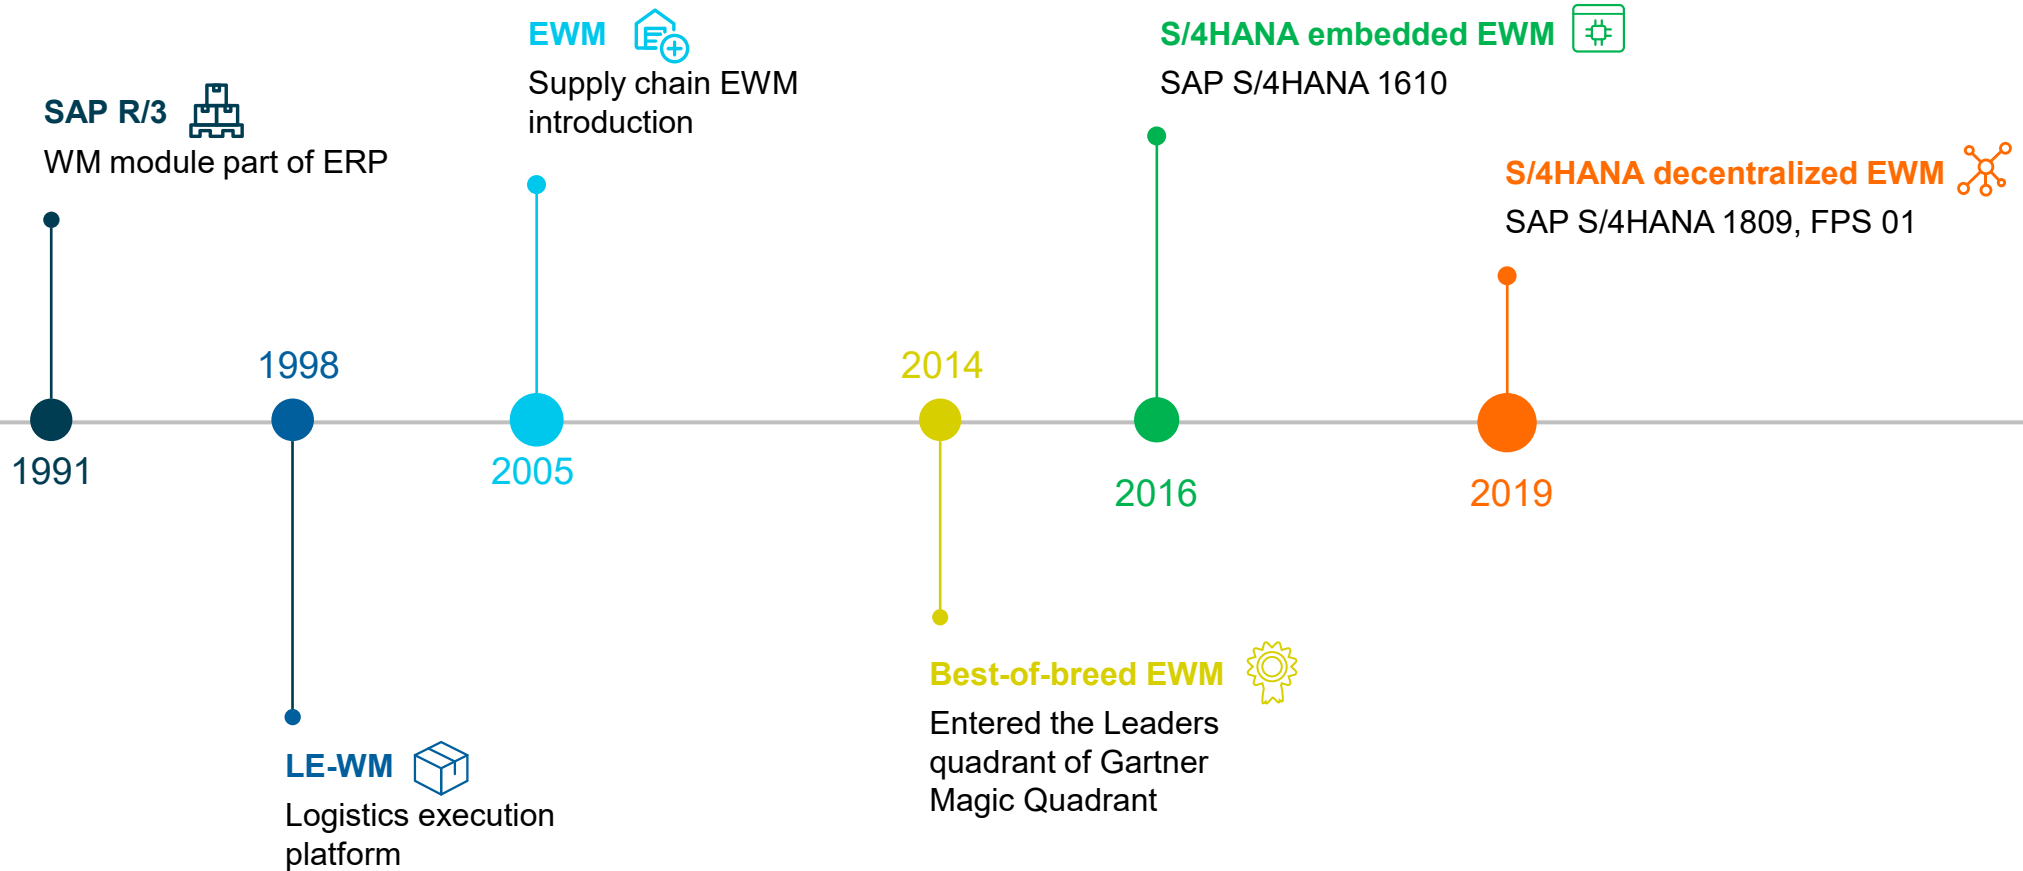 SAP R/3
WM module part of ERP
1991
1998
LE-WM
Logistics execution
platform
EWM
Supply chain EWM
introduction
2005
2014
Best-of-breed EWM
Entered the Leaders
quadrant of Gartner
Magic Quadrant
S/4HANA embedded EWM
SAP S/4HANA 1610
2016
S/4HANA decentralized EWM
SAP S/4HANA 1809, FPS 01
2019